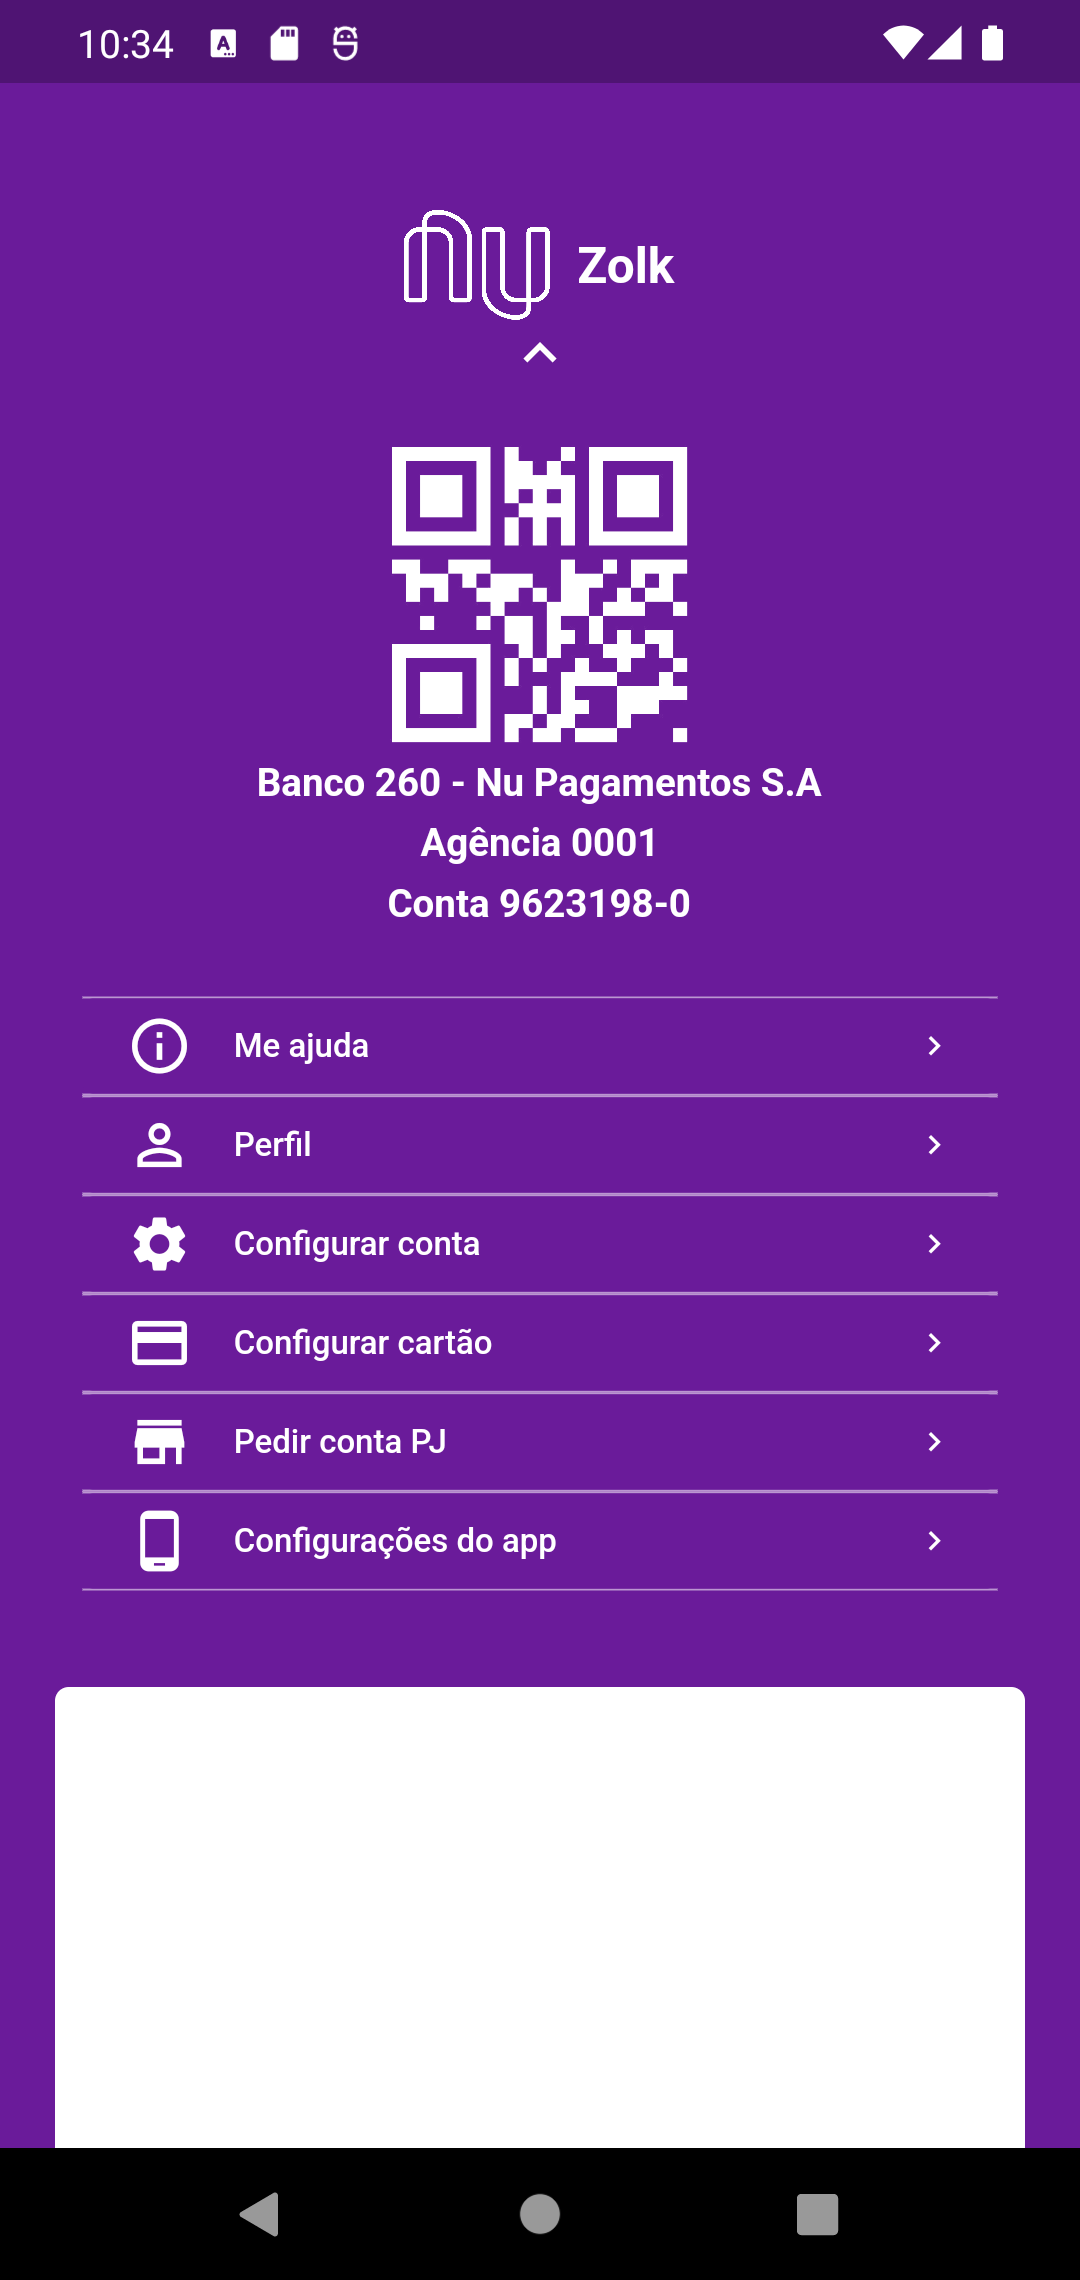 10:34
nu Zolk
Banco 260 - Nu Pagamentos S.A
Agência 0001
Conta 9623198-0
Me ajuda
Perfil
Configurar conta
Configurar cartão
Pedir conta PJ
Configurações do app